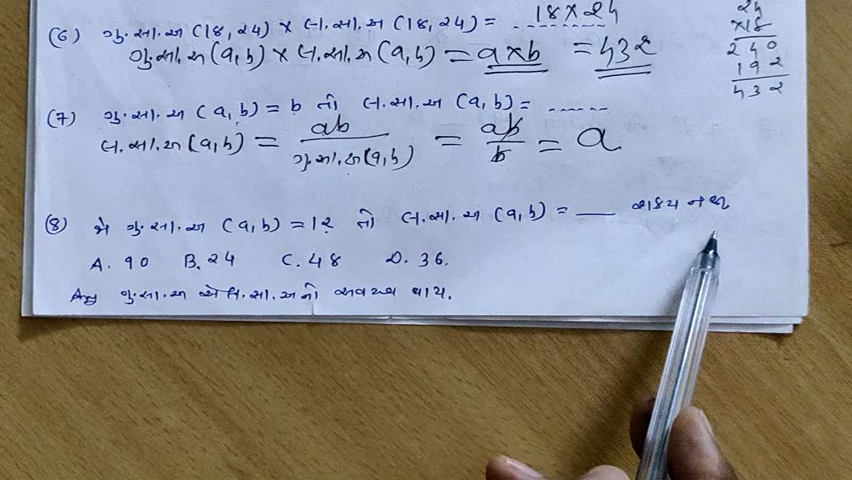 (6) ગુ.સા.અ (18,24) × લ.સા.અ (18,24) = 18×24
ગુ.સા.અ (a,b) × લ.સા.અ (a,b) = a×b = 432
24
×18
240
192
432
(7) ગુ.સા.અ (a,b) = b તો લ.સા.અ (a,b) = -----
લ.સા.અ (a,b) = ab / ગુ.સા.અ (a,b) = ab / b = a
(8) જો ગુ.સા.અ (a,b) = 12 તો લ.સા.અ (a,b) = ___ શક્ય નથી
A. 90 B. 24 C. 48 D. 36.
Ans ગુ.સા.અ એ લ.સા.અ નો અવયવ થાય.